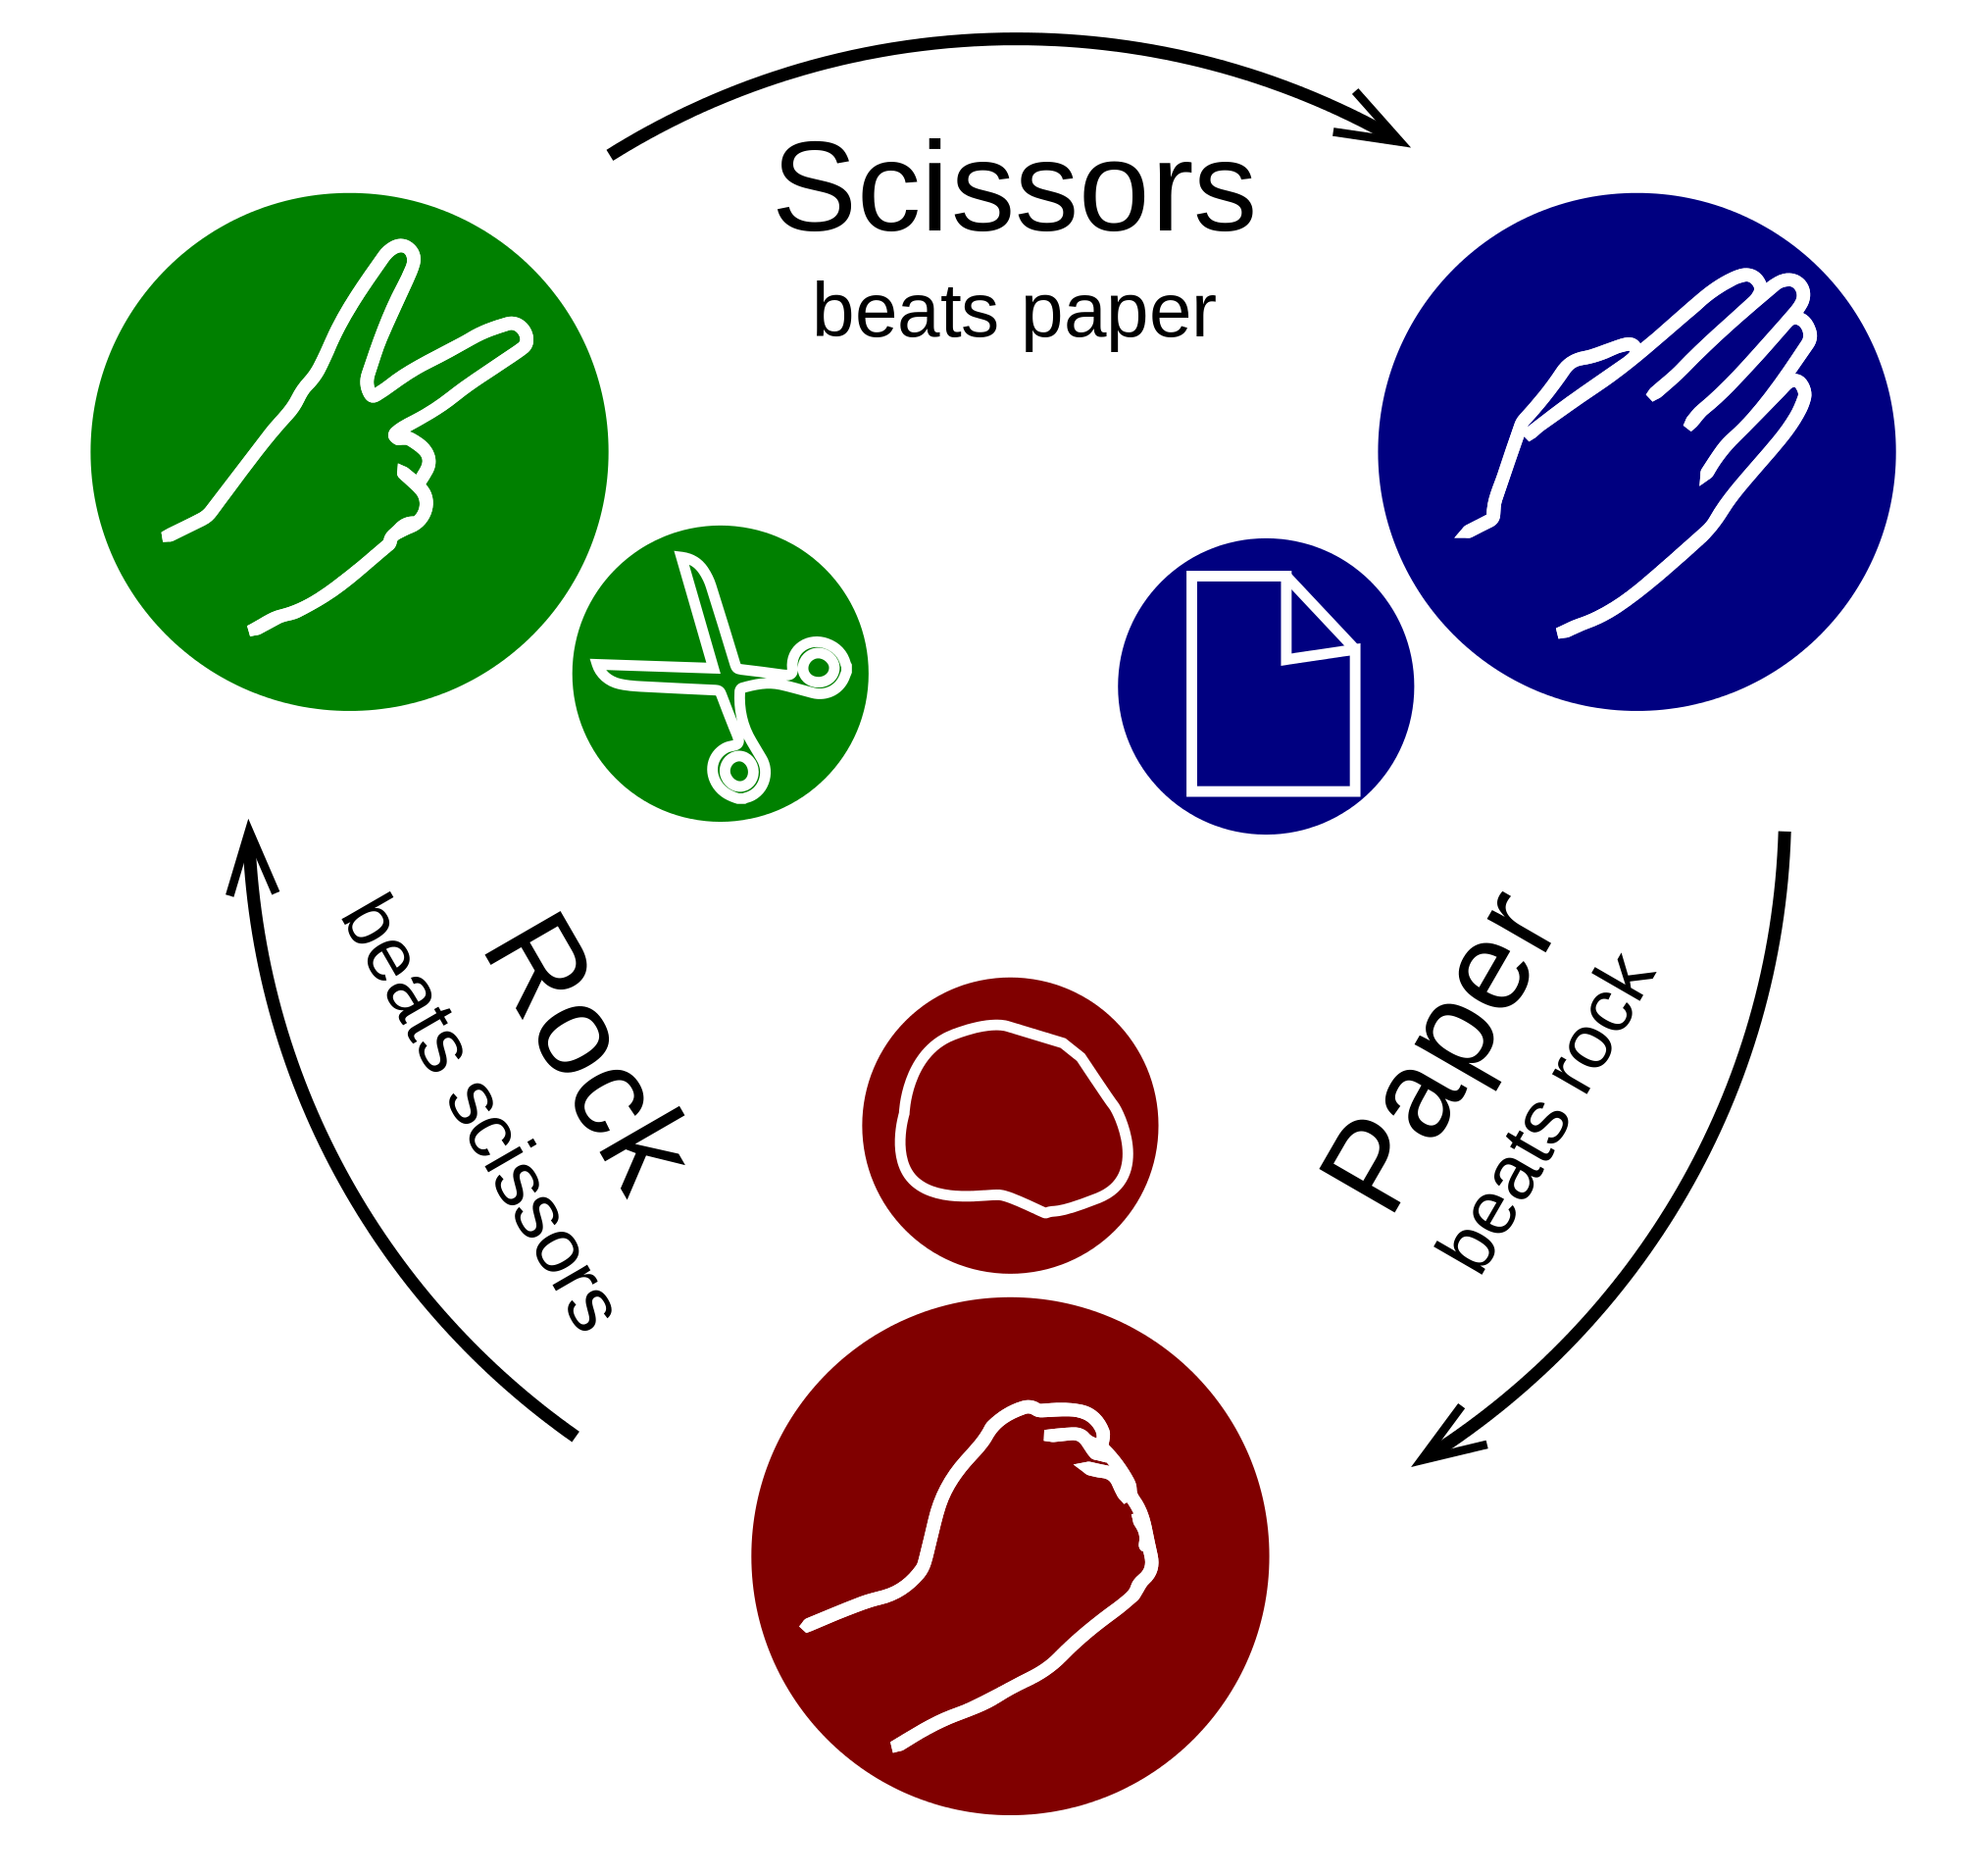 Scissors
beats paper
Paper
beats rock
Rock
beats scissors